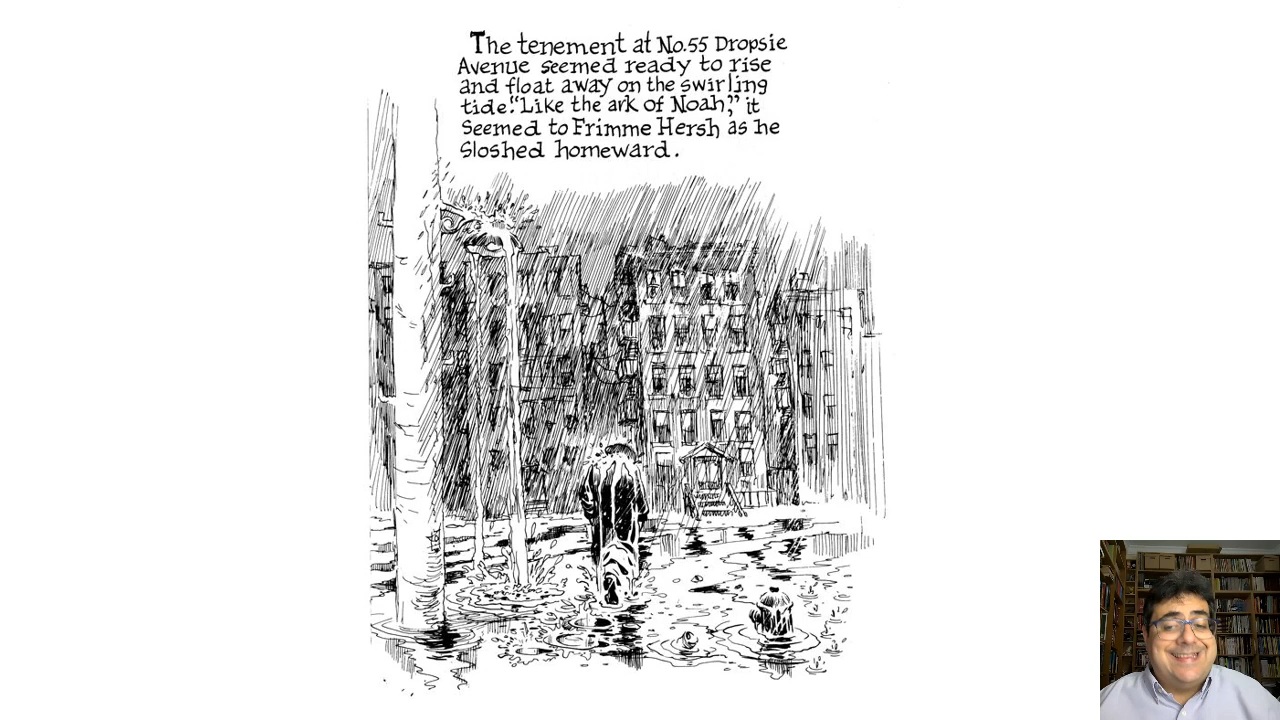 The tenement at No.55 Dropsie
Avenue seemed ready to rise
and float away on the swirling
tide. "Like the ark of Noah," it
seemed to Frimme Hersh as he
sloshed homeward.